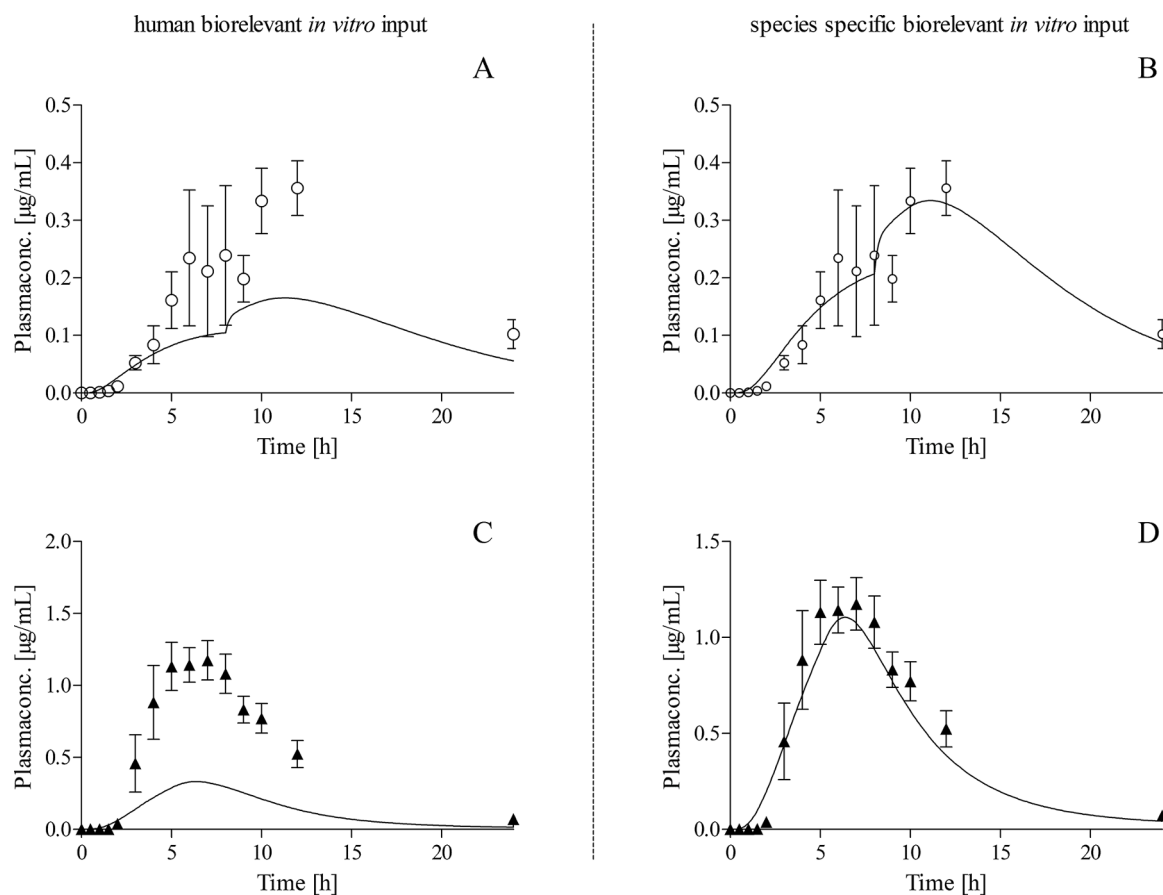 human biorelevant in vitro input
species specific biorelevant in vitro input
A
B
0.5
0.4
0.3
0.2
0.1
0.0
Plasmaconc. [µg/mL]
0 5 10 15 20
Time [h]
0.5
0.4
0.3
0.2
0.1
0.0
Plasmaconc. [µg/mL]
0 5 10 15 20
Time [h]
C
D
2.0
1.5
1.0
0.5
0.0
Plasmaconc. [µg/mL]
0 5 10 15 20
Time [h]
1.5
1.0
0.5
0.0
Plasmaconc. [µg/mL]
0 5 10 15 20
Time [h]